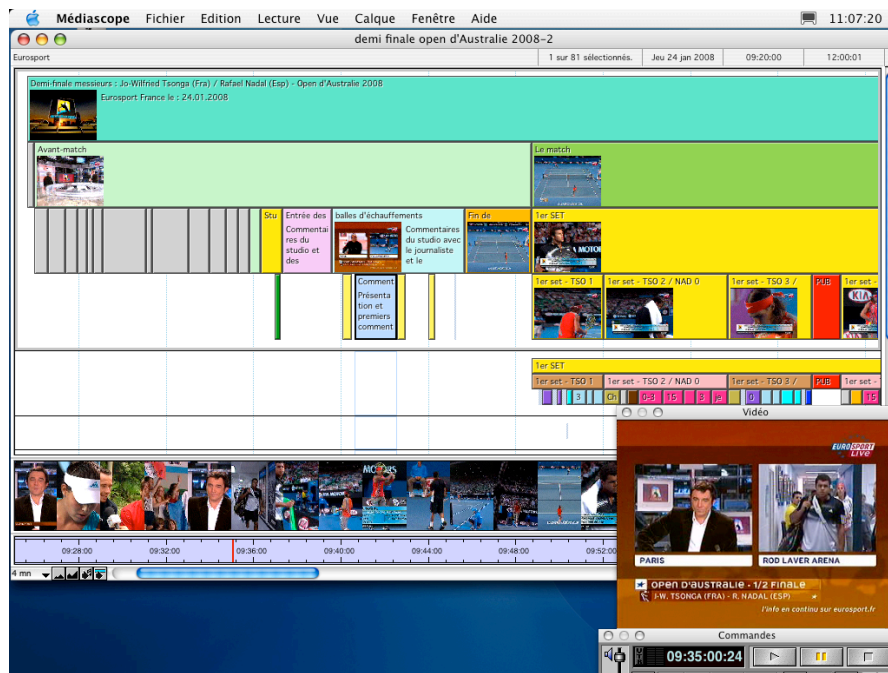 Médiascope Fichier Edition Lecture Vue Calque Fenêtre Aide 11:07:20
demi finale open d'Australie 2008-2
Eurosport 1 sur 81 sélectionnés. Jeu 24 jan 2008 09:20:00 12:00:01
Demi-finale messieurs : Jo-Wilfried Tsonga (Fra) / Rafael Nadal (Esp) - Open d'Australie 2008
Eurosport France le : 24.01.2008
Avant-match Le match
Stu Entrée des balles d'échauffements Fin de 1er SET
Commentai Commentaires
res du du studio avec
studio et le journaliste
des et le
Comment 1er set - TSO 1 1er set - TSO 2 / NAD 0 1er set - TSO 3 / PUB 1er set -
Présenta
tion et
premiers
comment
KIA
1er SET
1er set - TSO 1 1er set - TSO 2 / NAD 0 1er set - TSO 3 / PUB 1er set -
3 Ch 0-3 15 3 je 0 15
Vidéo
EUROSPORT
LIVE
PARIS ROD LAVER ARENA
OPEN D'AUSTRALIE - 1/2 FINALE
J-W. TSONGA (FRA) - R. NADAL (ESP)
l'info en continu sur eurosport.fr
09:28:00 09:32:00 09:36:00 09:40:00 09:44:00 09:48:00 09:52:00
4 mn
Commandes
09:35:00:24